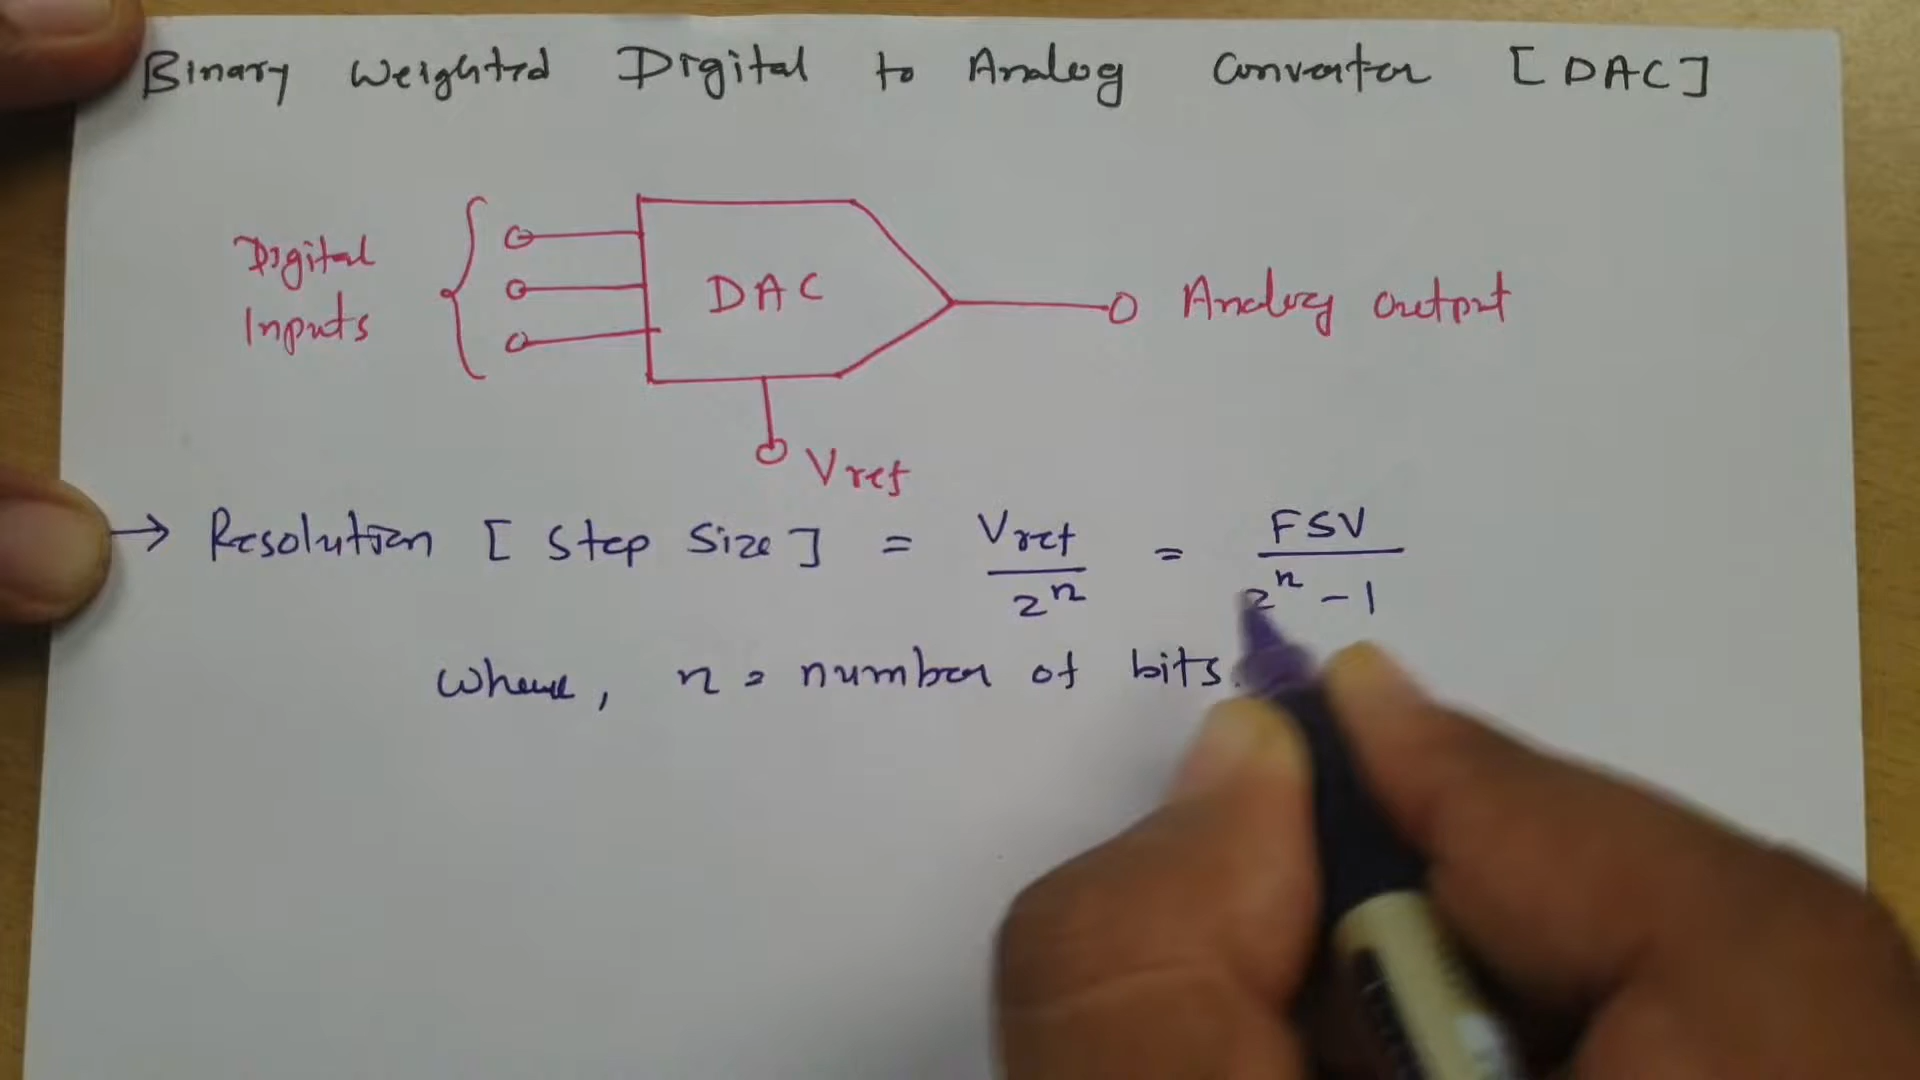 Binary Weighted Digital to Analog Converter [DAC]
Digital
Inputs
DAC
Analog output
Vref
→ Resolution [Step Size] = Vref / 2^n = FSV / 2^n - 1
Where, n = number of bits.